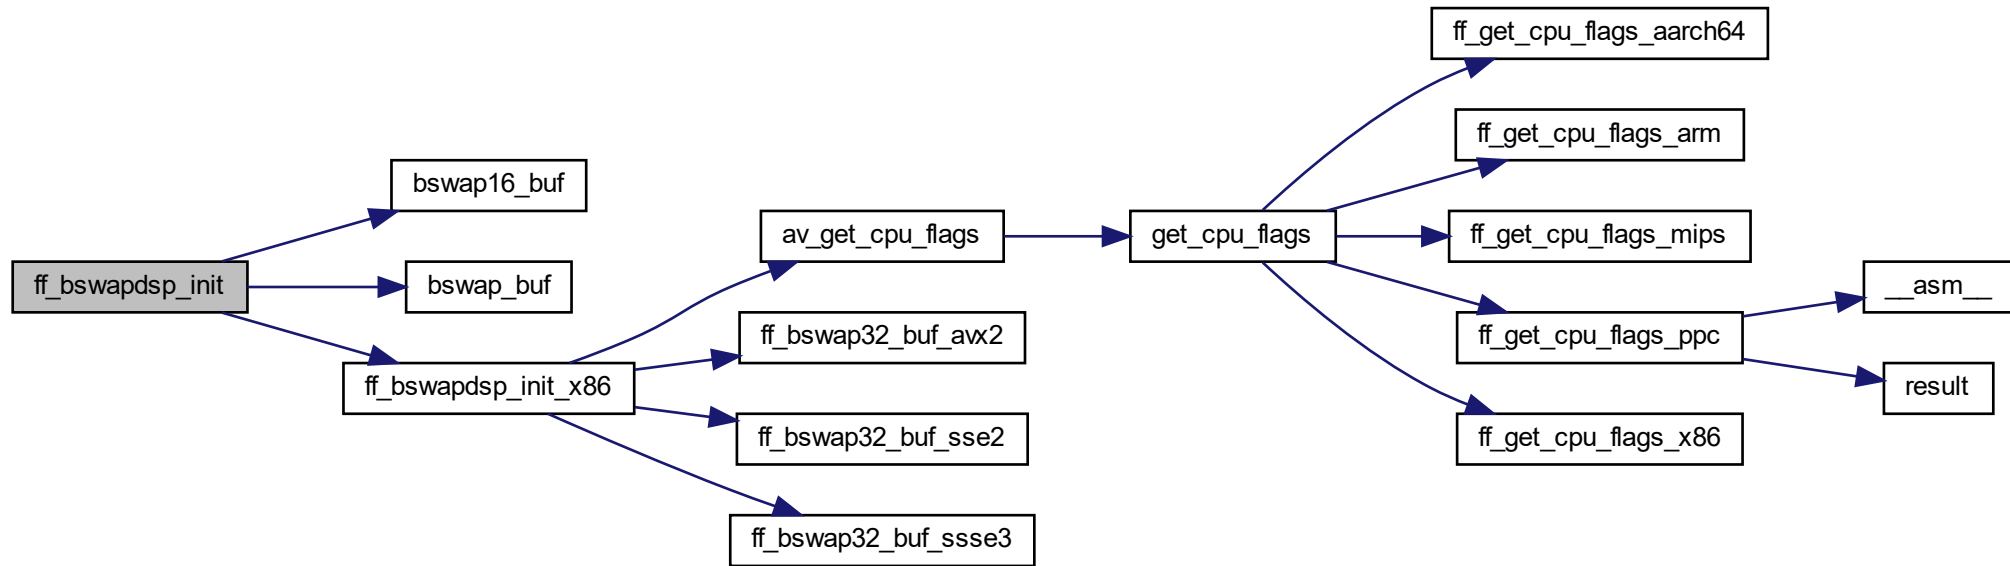 ff_bswapdsp_init
bswap16_buf
bswap_buf
ff_bswapdsp_init_x86
av_get_cpu_flags
ff_bswap32_buf_avx2
ff_bswap32_buf_sse2
ff_bswap32_buf_ssse3
get_cpu_flags
ff_get_cpu_flags_aarch64
ff_get_cpu_flags_arm
ff_get_cpu_flags_mips
ff_get_cpu_flags_ppc
ff_get_cpu_flags_x86
__asm__
result